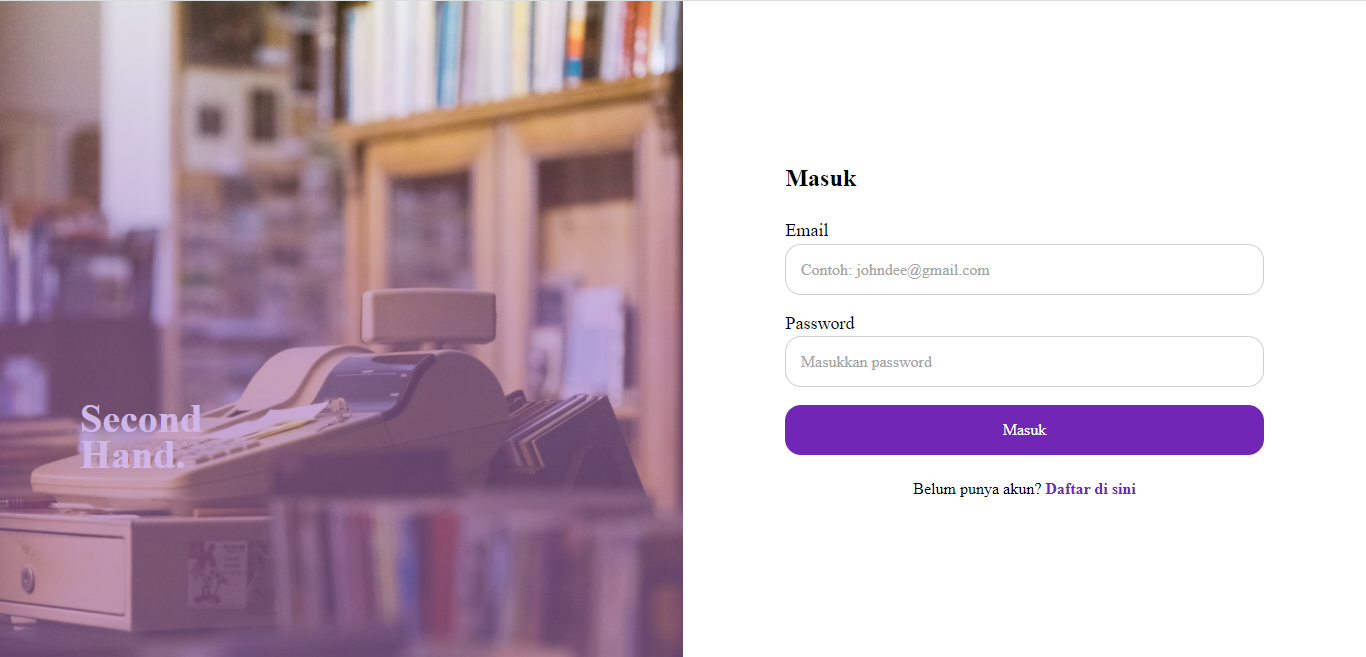 Second
Hand.
Masuk
Email
Contoh: johndee@gmail.com
Password
Masukkan password
Masuk
Belum punya akun? Daftar di sini